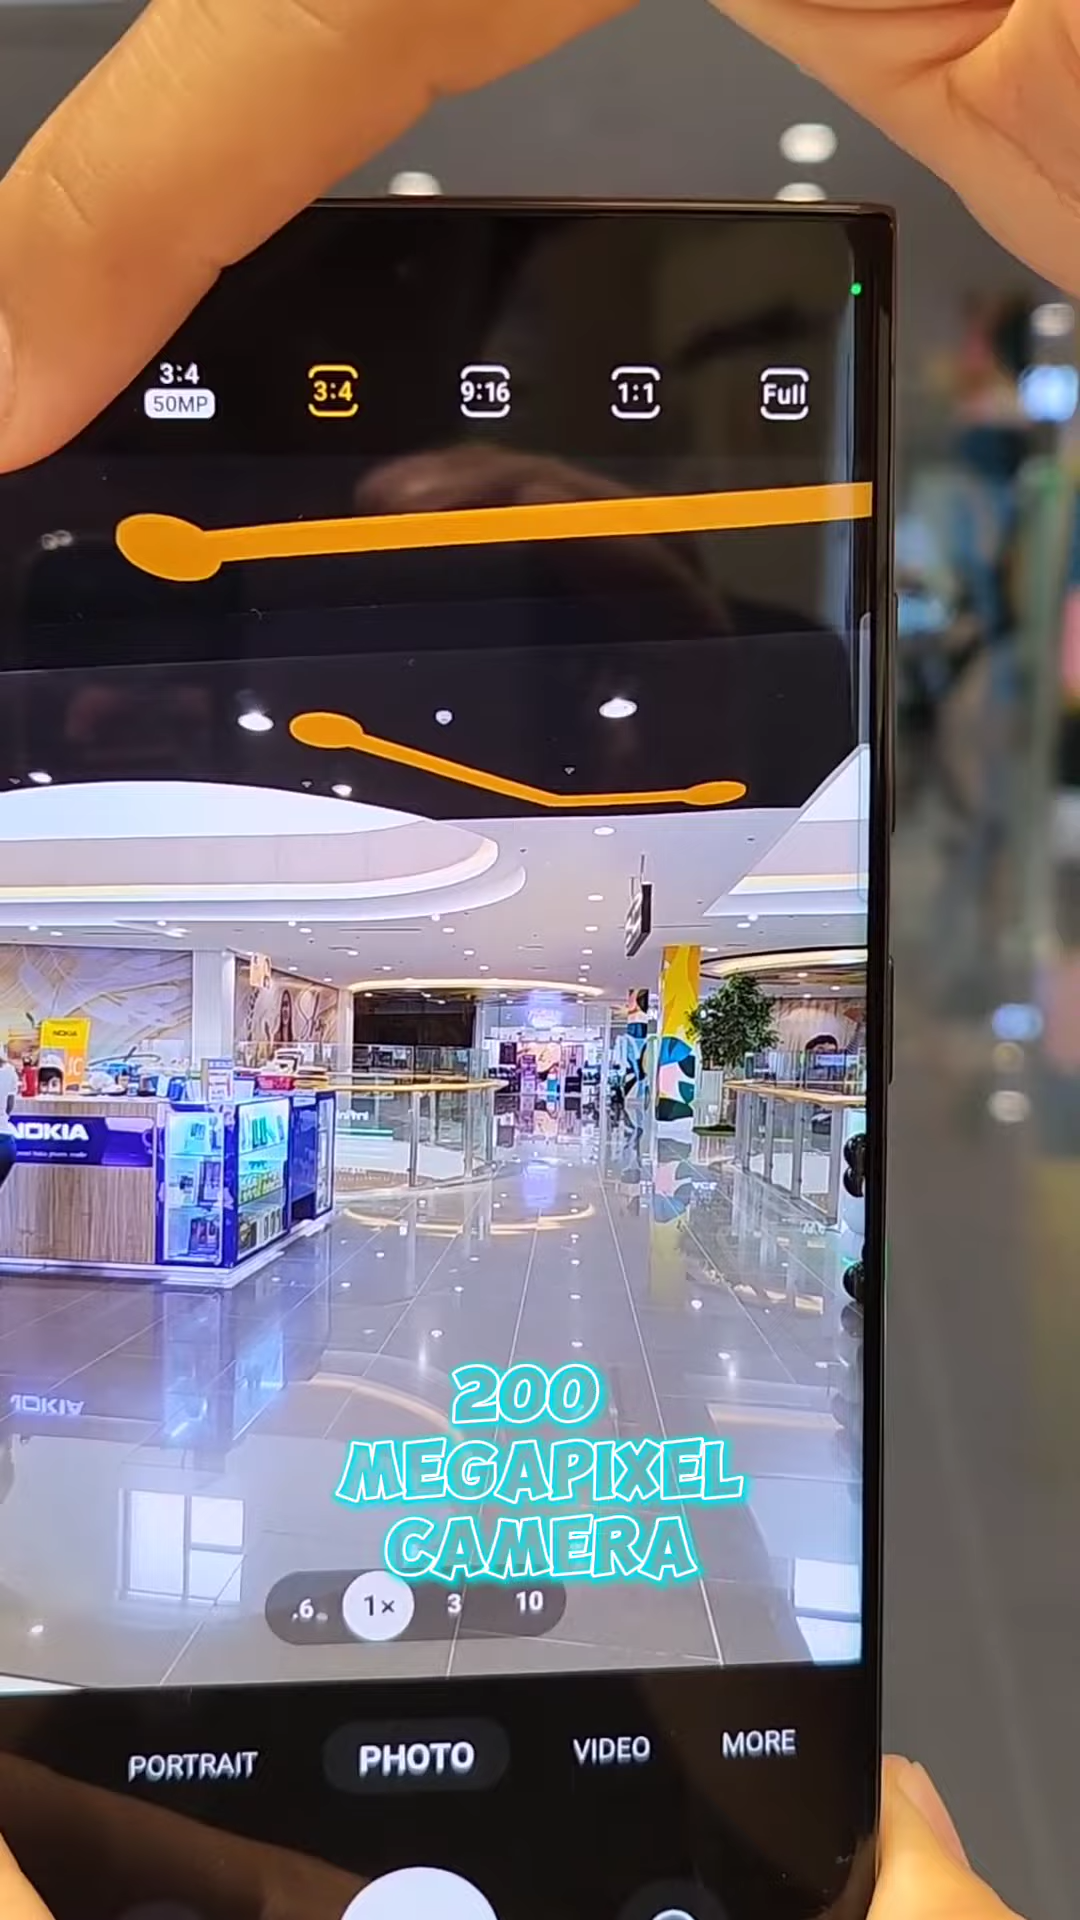 3:4
50MP
3:4
9:16
1:1
Full
NOKIA
NOKIA
200
MEGAPIXEL
CAMERA
.6
1×
3
10
PORTRAIT
PHOTO
VIDEO
MORE